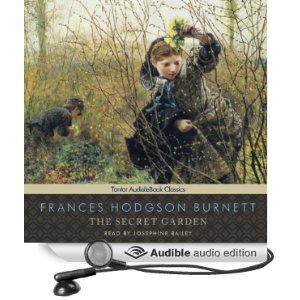 Tantor AudioBook Classics
FRANCES HODGSON BURNETT
THE SECRET GARDEN
READ BY JOSEPHINE BAILEY
Audible audio edition